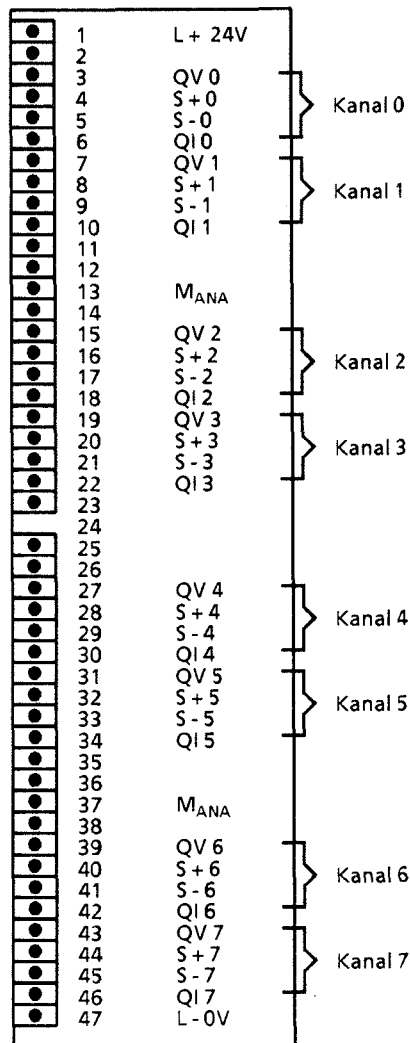 1 L+ 24V
2
3 QV 0
4 S+0 Kanal 0
5 S-0
6 QI 0
7 QV 1
8 S+1 Kanal 1
9 S-1
10 QI 1
11
12
13 MANA
14
15 QV 2
16 S+2 Kanal 2
17 S-2
18 QI 2
19 QV 3
20 S+3 Kanal 3
21 S-3
22 QI 3
23
24
25
26
27 QV 4
28 S+4 Kanal 4
29 S-4
30 QI 4
31 QV 5
32 S+5 Kanal 5
33 S-5
34 QI 5
35
36
37 MANA
38
39 QV 6
40 S+6 Kanal 6
41 S-6
42 QI 6
43 QV 7
44 S+7 Kanal 7
45 S-7
46 QI 7
47 L-0V